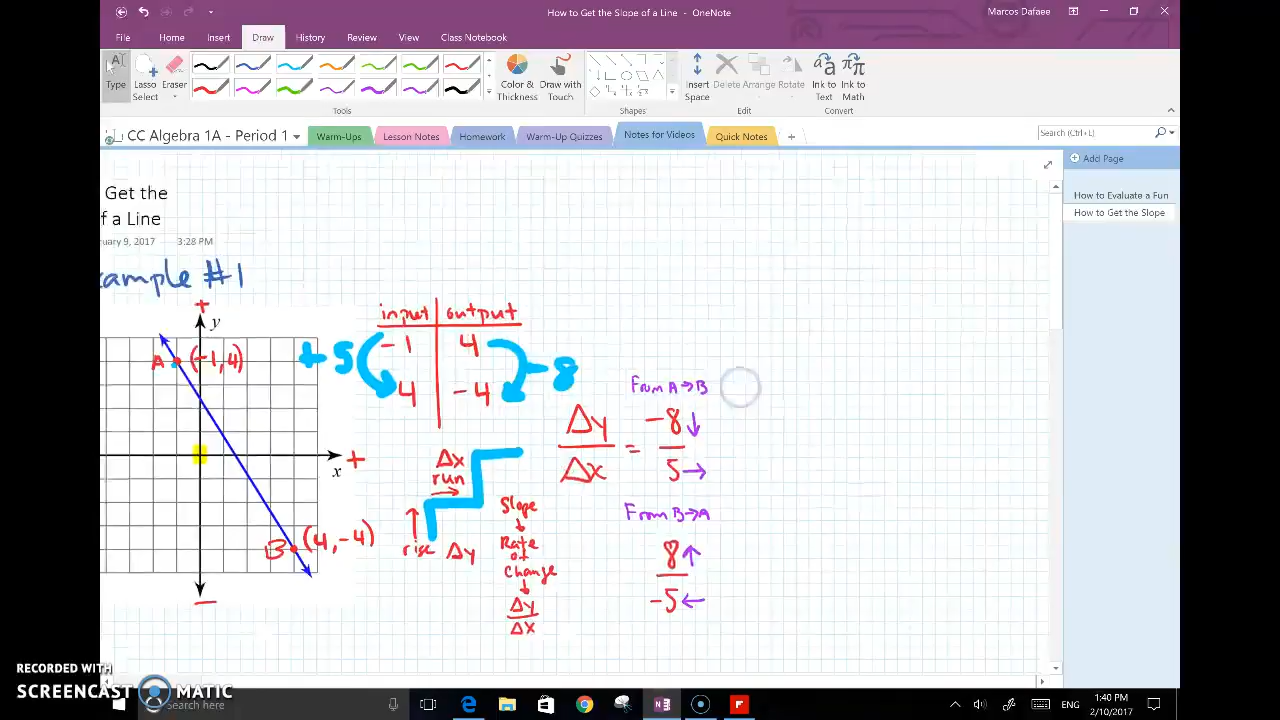 How to Get the Slope of a Line - OneNote
Marcos Dafaee
File Home Insert Draw History Review View Class Notebook
Type
Lasso Select
Eraser
Color & Thickness
Draw with Touch
Insert Space
Delete Arrange Rotate
Ink to Text
Ink to Math
Tools Shapes Edit Convert
CC Algebra 1A - Period 1 Warm-Ups Lesson Notes Homework Warm-Up Quizzes Notes for Videos Quick Notes
Search (Ctrl+L)
Add Page
How to Evaluate a Fun
How to Get the Slope
Get the
f a Line
ruary 9, 2017 3:28 PM
ample #1
+
y
A (-1,4)
x +
B (4,-4)
−
input output
-1 4
4 -4
+5
-8
Δx
run
rise Δy
Slope
↓
Rate
of
Change
↓
Δy
Δx
Δy
Δx
=
From A→B
-8 ↓
5 →
From B→A
8 ↑
-5 ←
RECORDED WITH
SCREENCAST MATIC
Search here
ENG
1:40 PM
2/10/2017